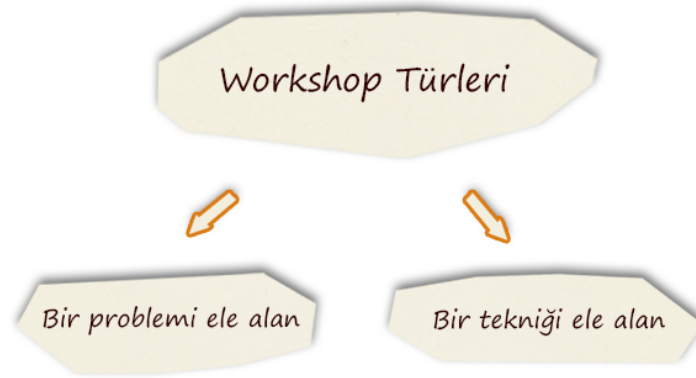 Workshop Türleri
Bir problemi ele alan
Bir tekniği ele alan